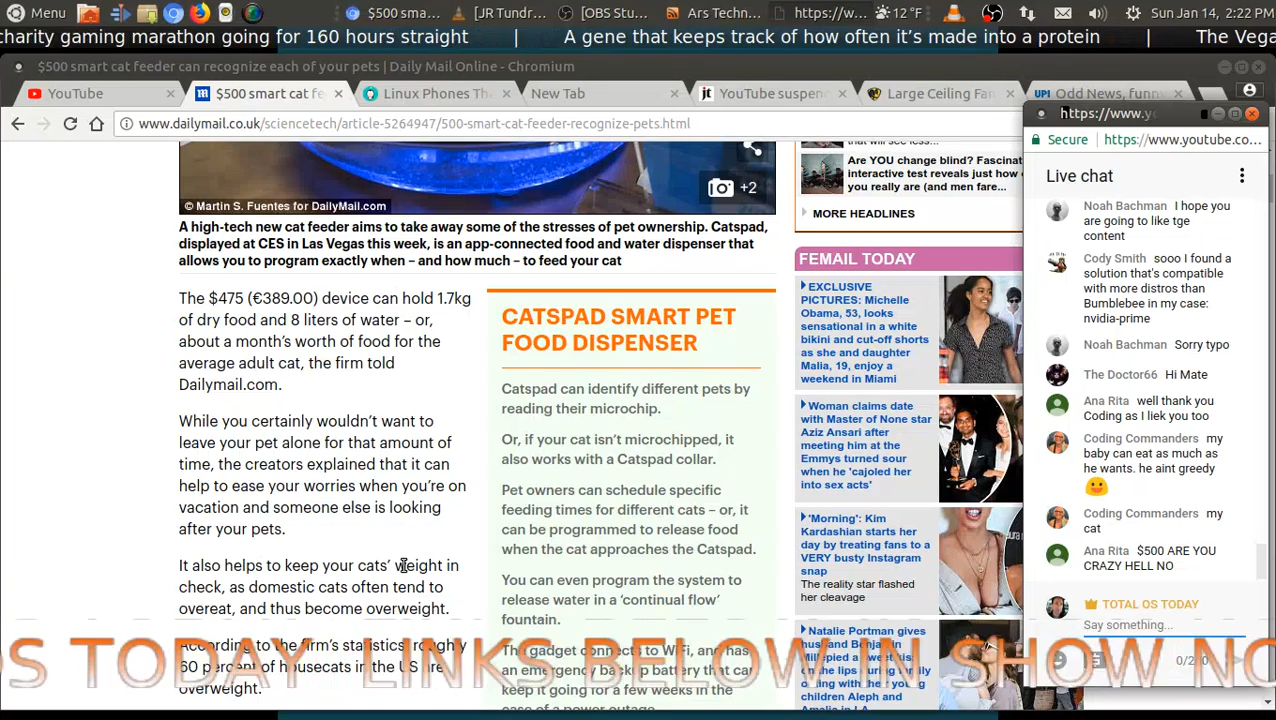 Menu
$500 sma...
[JR Tundr...
[OBS Stu...
Ars Techn...
https://w...
12 °F
Sun Jan 14, 2:22 PM
charity gaming marathon going for 160 hours straight | A gene that keeps track of how often it's made into a protein | The Vega
$500 smart cat feeder can recognize each of your pets | Daily Mail Online - Chromium
YouTube
$500 smart cat fe
Linux Phones Th
New Tab
YouTube suspenc
Large Ceiling Fan
Odd News, funny
www.dailymail.co.uk/sciencetech/article-5264947/500-smart-cat-feeder-recognize-pets.html
+2
© Martin S. Fuentes for DailyMail.com
A high-tech new cat feeder aims to take away some of the stresses of pet ownership. Catspad,
displayed at CES in Las Vegas this week, is an app-connected food and water dispenser that
allows you to program exactly when – and how much – to feed your cat
The $475 (€389.00) device can hold 1.7kg
of dry food and 8 liters of water – or,
about a month's worth of food for the
average adult cat, the firm told
Dailymail.com.
While you certainly wouldn't want to
leave your pet alone for that amount of
time, the creators explained that it can
help to ease your worries when you're on
vacation and someone else is looking
after your pets.
It also helps to keep your cats' weight in
check, as domestic cats often tend to
overeat, and thus become overweight.
According to the firm's statistics, roughly
60 percent of housecats in the US are
overweight.
CATSPAD SMART PET
FOOD DISPENSER
Catspad can identify different pets by
reading their microchip.
Or, if your cat isn't microchipped, it
also works with a Catspad collar.
Pet owners can schedule specific
feeding times for different cats – or, it
can be programmed to release food
when the cat approaches the Catspad.
You can even program the system to
release water in a 'continual flow'
fountain.
The gadget connects to WiFi, and has
an emergency backup battery that can
keep it going for a few weeks in the
case of a power outage.
that will see less...
Are YOU change blind? Fascinat
interactive test reveals just how
you really are (and men fare...
MORE HEADLINES
FEMAIL TODAY
EXCLUSIVE
PICTURES: Michelle
Obama, 53, looks
sensational in a white
bikini and cut-off shorts
as she and daughter
Malia, 19, enjoy a
weekend in Miami
Woman claims date
with Master of None star
Aziz Ansari after
meeting him at the
Emmys turned sour
when he 'cajoled her
into sex acts'
'Morning': Kim
Kardashian starts her
day by treating fans to a
VERY busty Instagram
snap
The reality star flashed
her cleavage
Natalie Portman gives
husband Benjamin
Millepied a sweet kiss
children Aleph and
Amalia in LA
https://www.y
Secure https://www.youtube.co...
Live chat
Noah Bachman I hope you
are going to like tge
content
Cody Smith sooo I found a
solution that's compatible
with more distros than
Bumblebee in my case:
nvidia-prime
Noah Bachman Sorry typo
The Doctor66 Hi Mate
Ana Rita well thank you
Coding as I liek you too
Coding Commanders my
baby can eat as much as
he wants. he aint greedy
Coding Commanders my
cat
Ana Rita $500 ARE YOU
CRAZY HELL NO
TOTAL OS TODAY
Say something...
0/200
OS TODAY LINKS BELOW IN SHOW NO